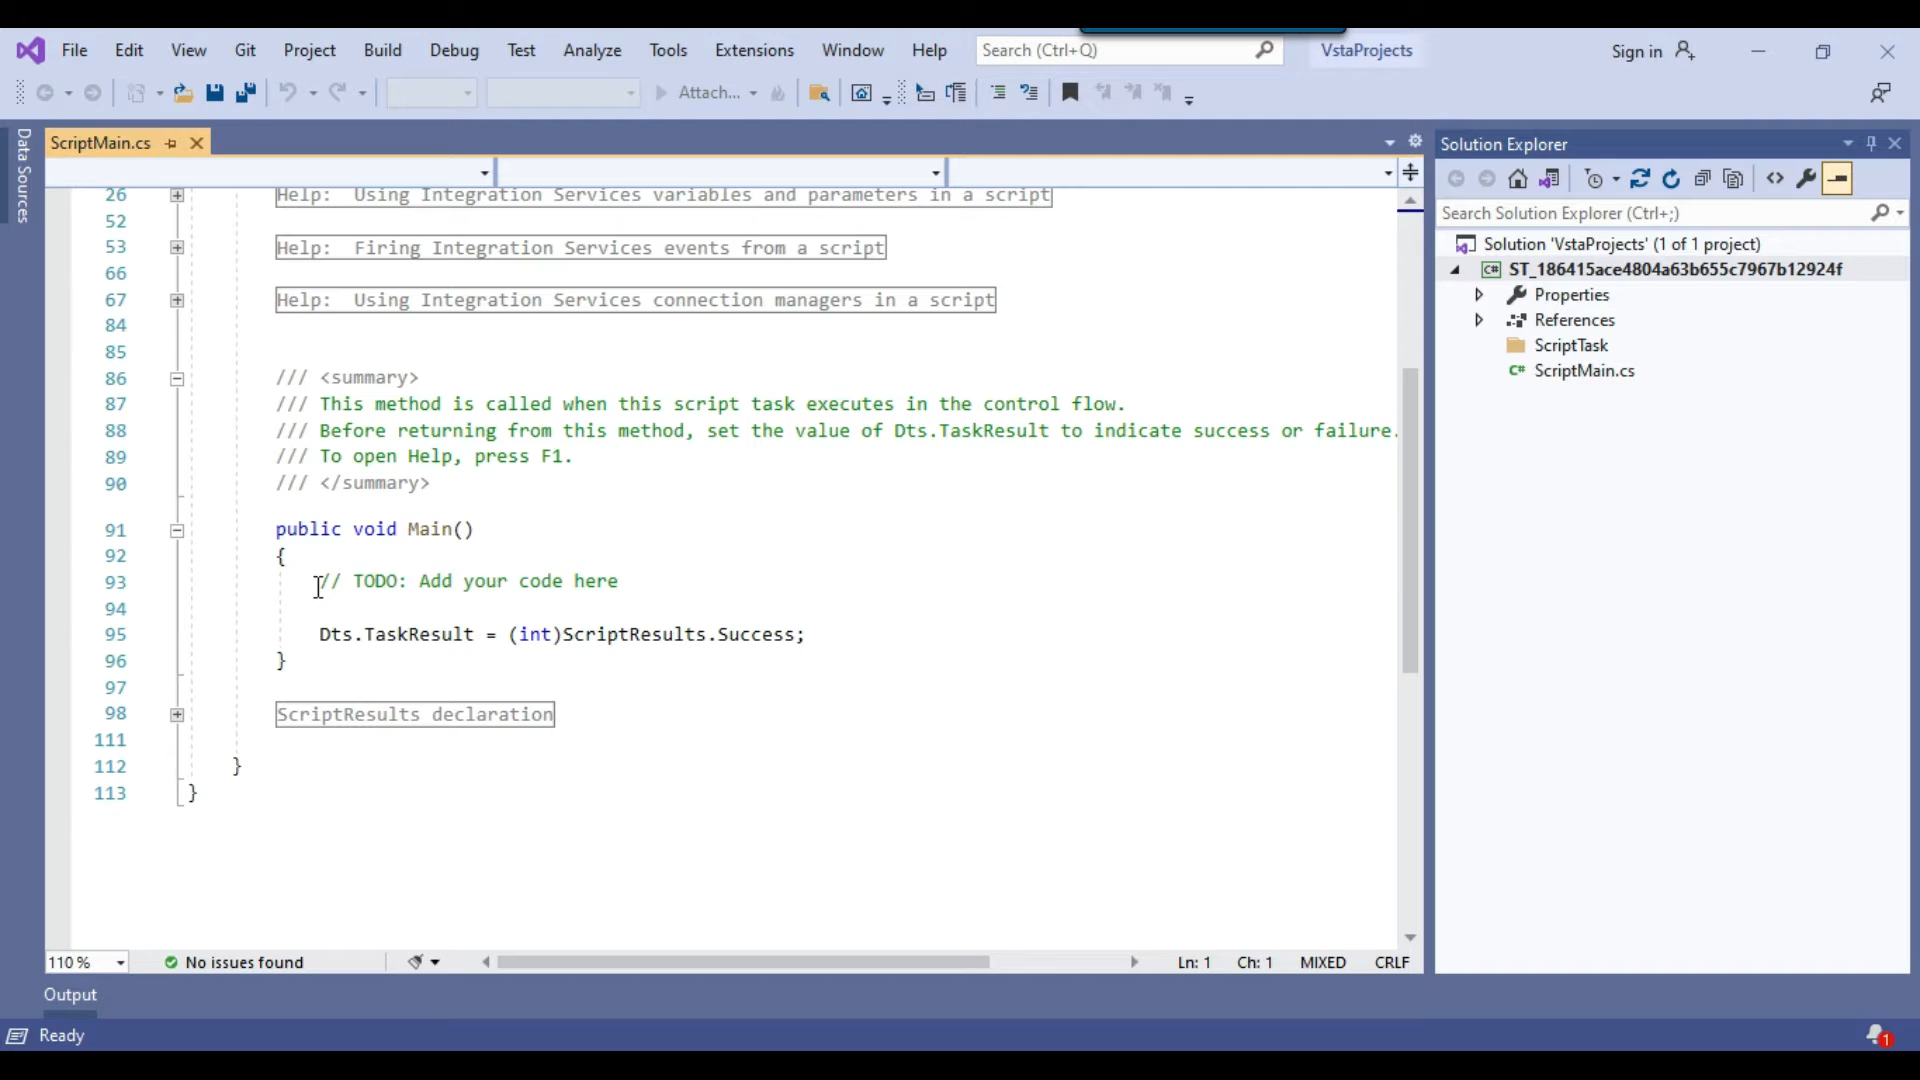 File Edit View Git Project Build Debug Test Analyze Tools Extensions Window Help Search (Ctrl+Q) VstaProjects Sign in
Attach...
Data Sources
ScriptMain.cs
26 Help:  Using Integration Services variables and parameters in a script
52
53 Help:  Firing Integration Services events from a script
66
67 Help:  Using Integration Services connection managers in a script
84
85
86 /// <summary>
87 /// This method is called when this script task executes in the control flow.
88 /// Before returning from this method, set the value of Dts.TaskResult to indicate success or failure.
89 /// To open Help, press F1.
90 /// </summary>
91 public void Main()
92 {
93 // TODO: Add your code here
94
95 Dts.TaskResult = (int)ScriptResults.Success;
96 }
97
98 ScriptResults declaration
111
112 }
113 }
110 % No issues found Ln: 1 Ch: 1 MIXED CRLF
Output
Ready
Solution Explorer
Search Solution Explorer (Ctrl+;)
Solution 'VstaProjects' (1 of 1 project)
C# ST_186415ace4804a63b655c7967b12924f
Properties
References
ScriptTask
C# ScriptMain.cs
1